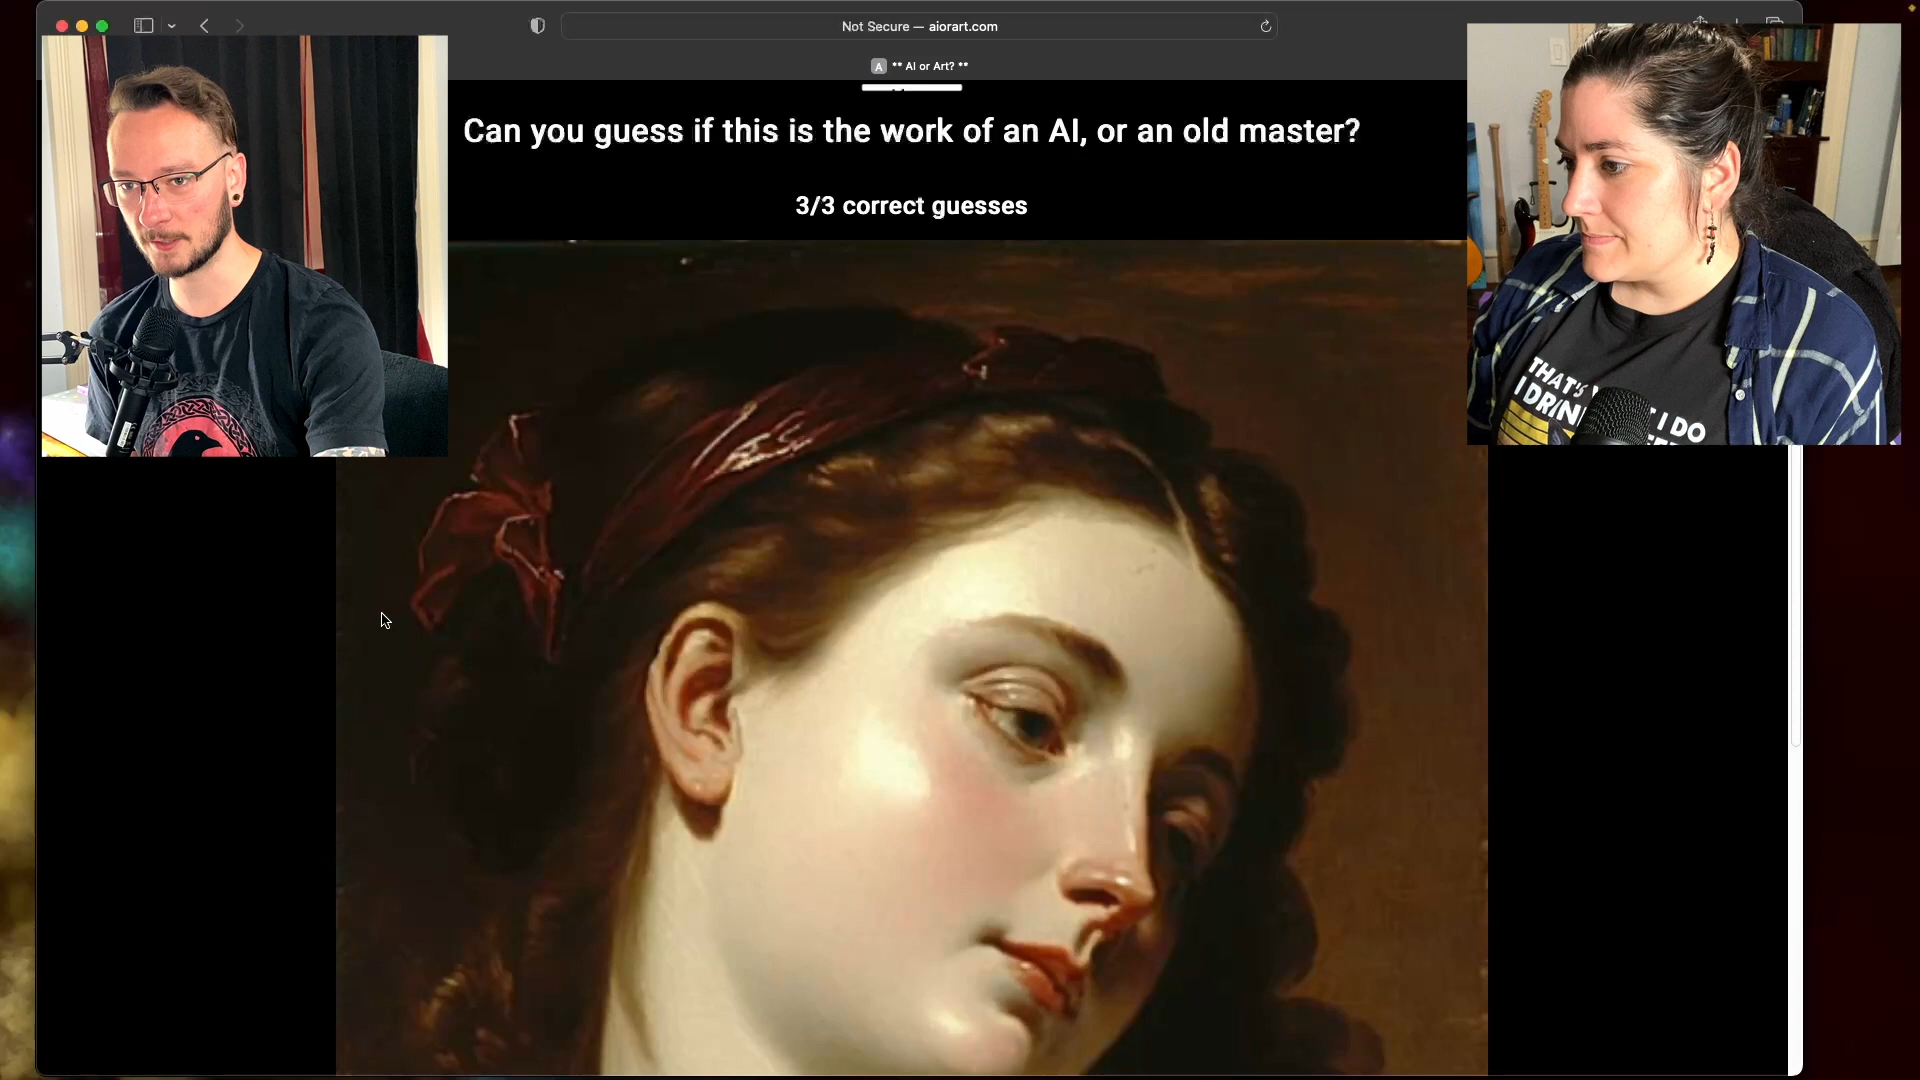 Not Secure — aiorart.com
A ** AI or Art? **
Can you guess if this is the work of an AI, or an old master?
3/3 correct guesses
THAT'S I DO
I DRIN